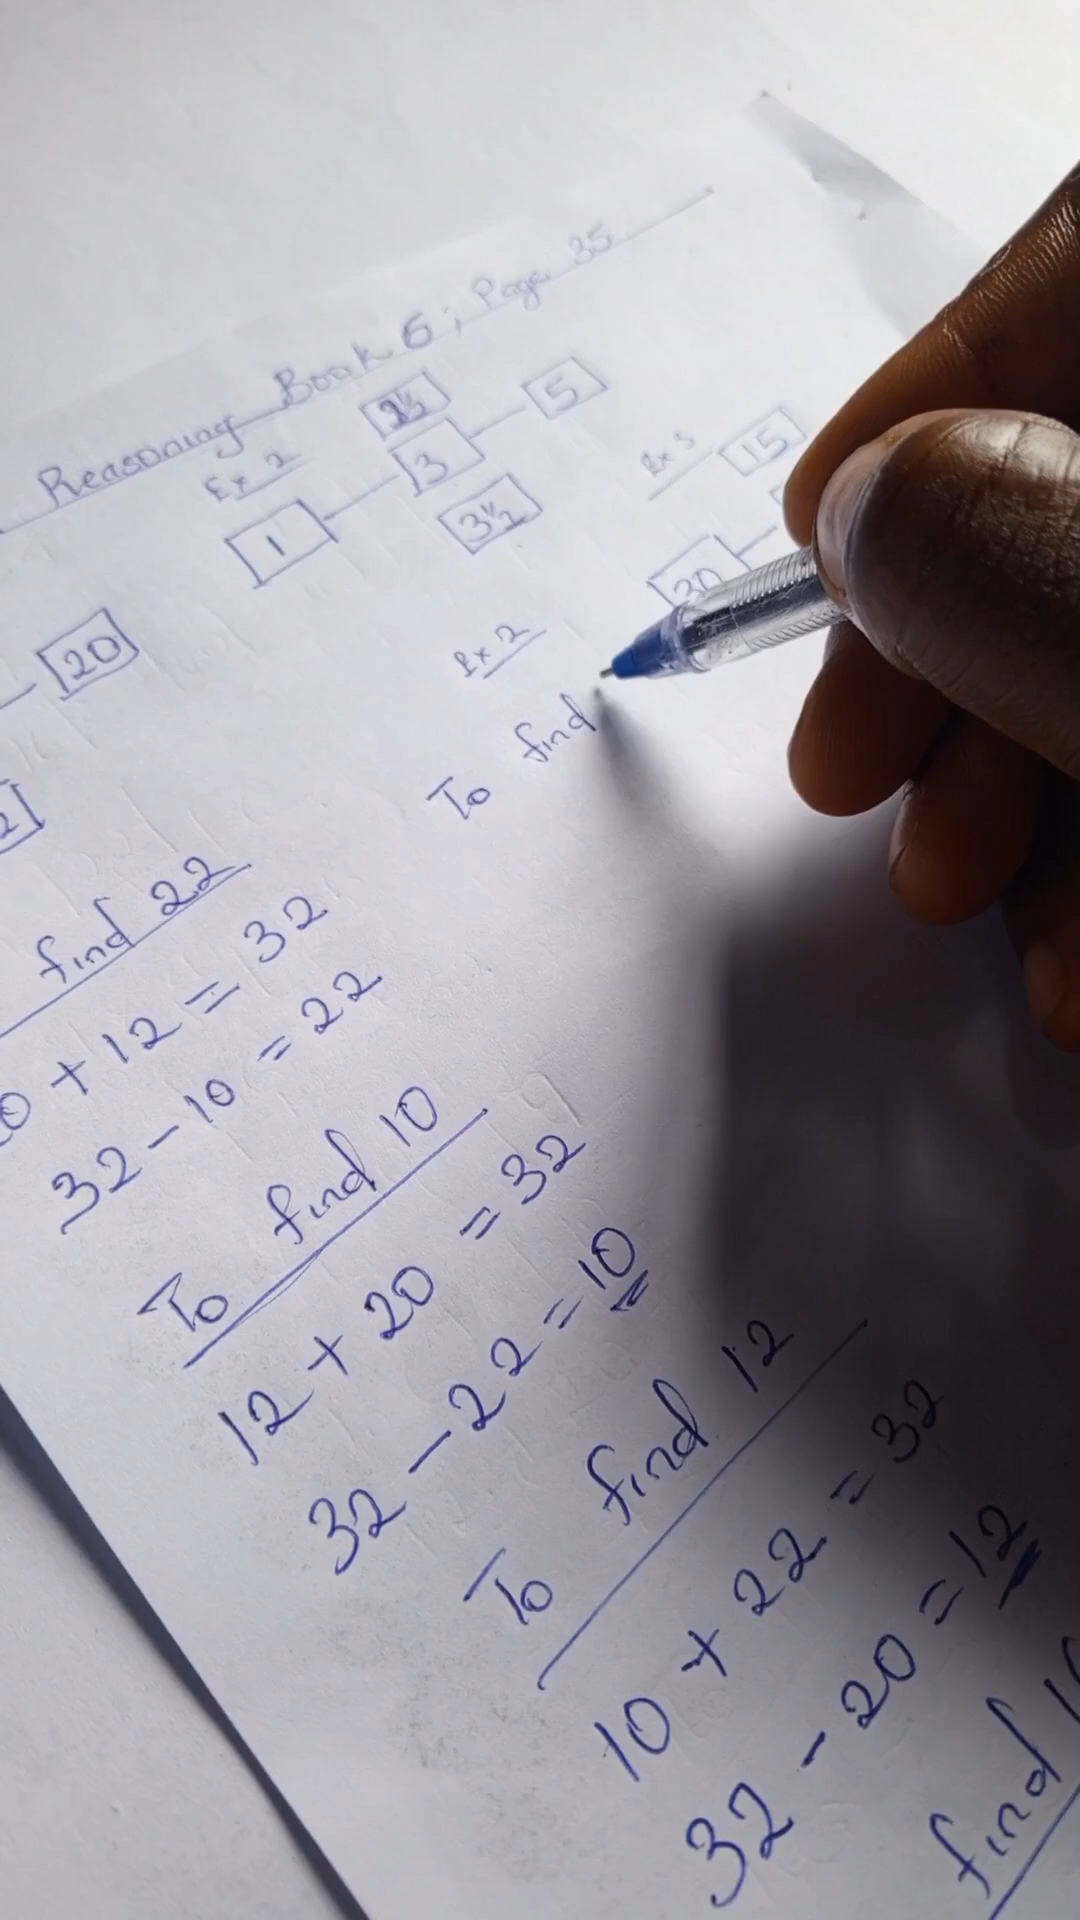 Reasoning Book 6; Page 35
Ex 2
1
3
5
3½
Ex 3
15
30
20
Ex 2
To find
find 22
+ 12 = 32
32 - 10 = 22
To find 10
12 + 20 = 32
32 - 22 = 10
To find 12
10 + 22 = 32
32 - 20 = 12
find